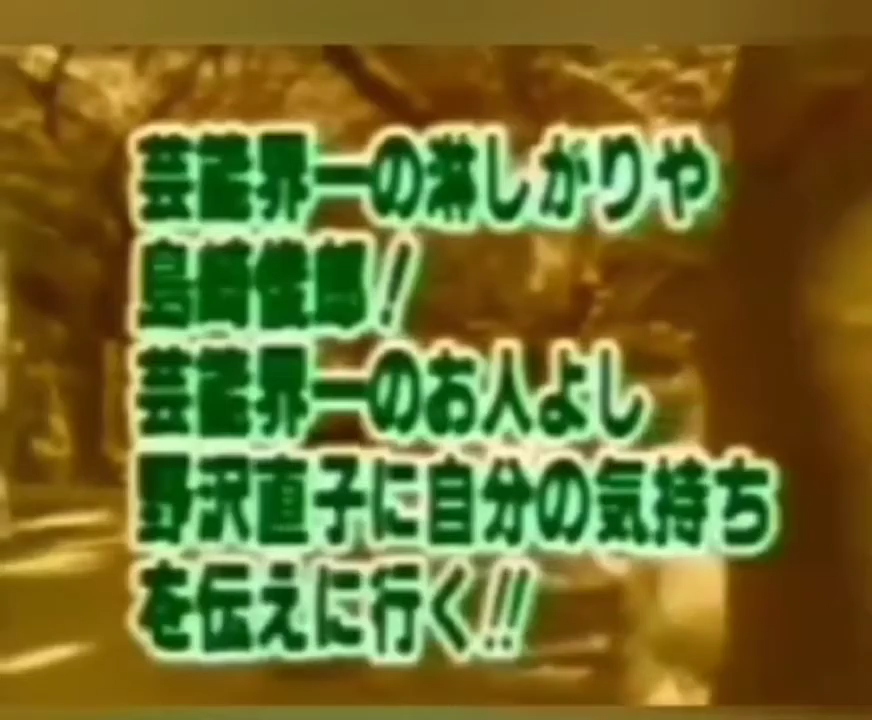 芸能界一の淋しがりや
島崎俊郎!
芸能界一のお人よし
野沢直子に自分の気持ち
を伝えに行く!!